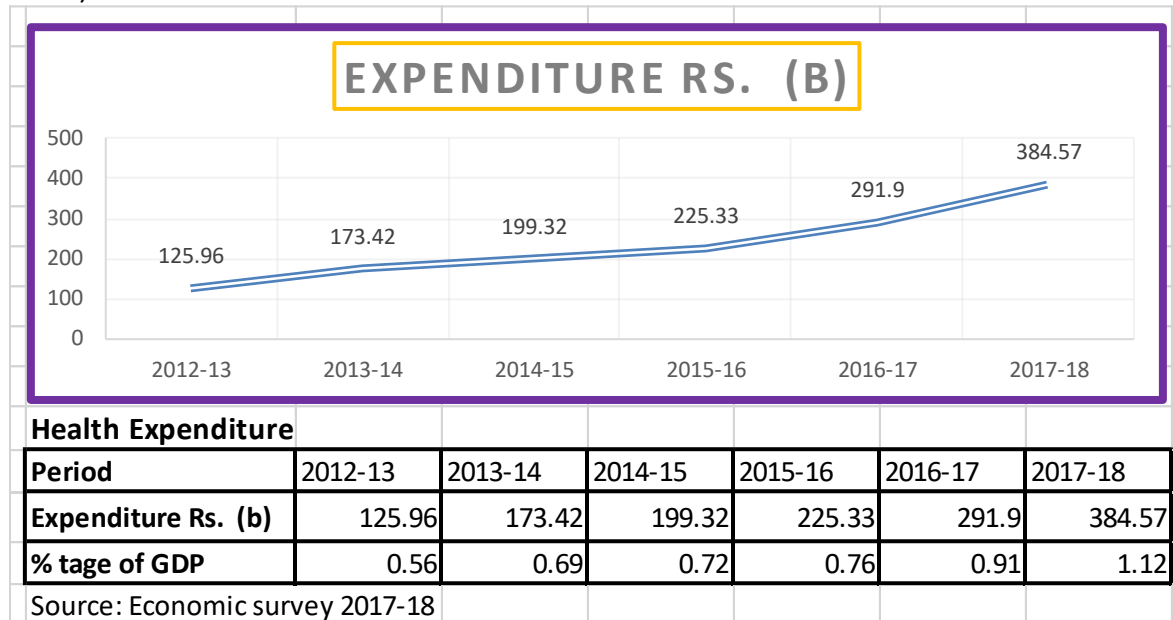 EXPENDITURE RS. (B)
500
400
300
200
100
0
125.96
173.42
199.32
225.33
291.9
384.57
2012-13 2013-14 2014-15 2015-16 2016-17 2017-18
Health Expenditure
Period 2012-13 2013-14 2014-15 2015-16 2016-17 2017-18
Expenditure Rs. (b) 125.96 173.42 199.32 225.33 291.9 384.57
% tage of GDP 0.56 0.69 0.72 0.76 0.91 1.12
Source: Economic survey 2017-18